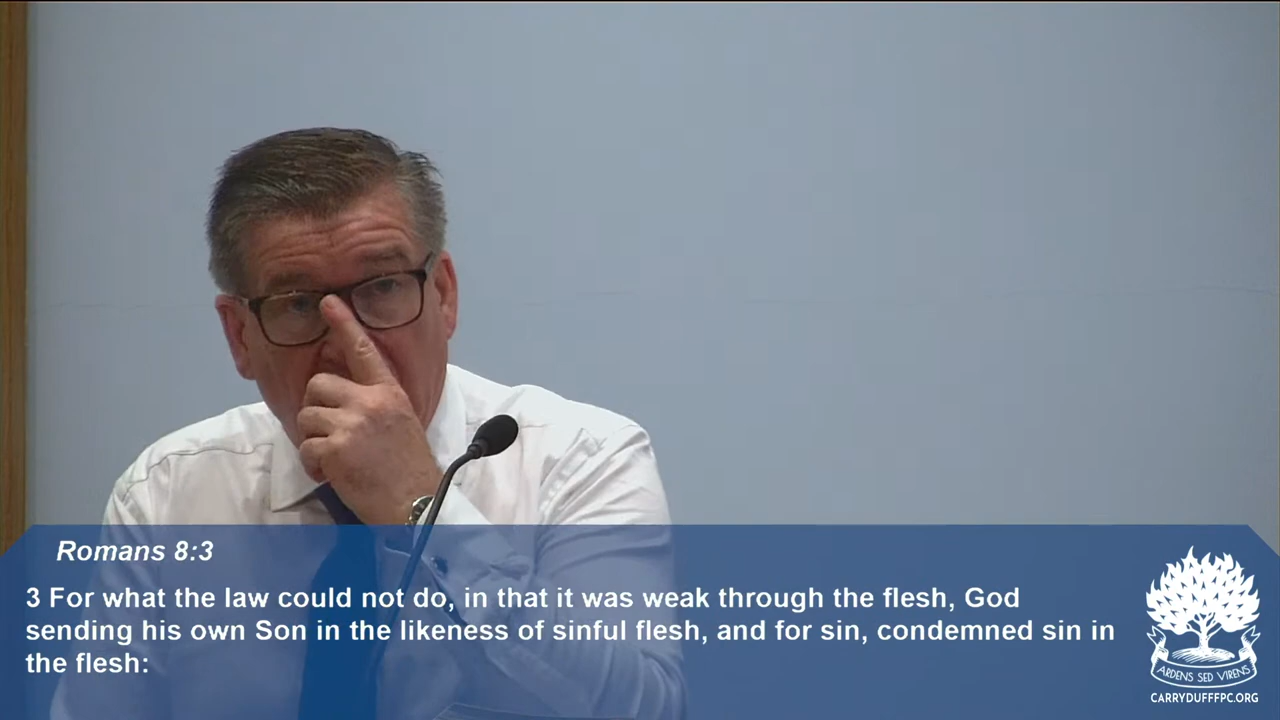 Romans 8:3
3 For what the law could not do, in that it was weak through the flesh, God
sending his own Son in the likeness of sinful flesh, and for sin, condemned sin in
the flesh:
ARDENS SED VIRENS
CARRYDUFFFPC.ORG